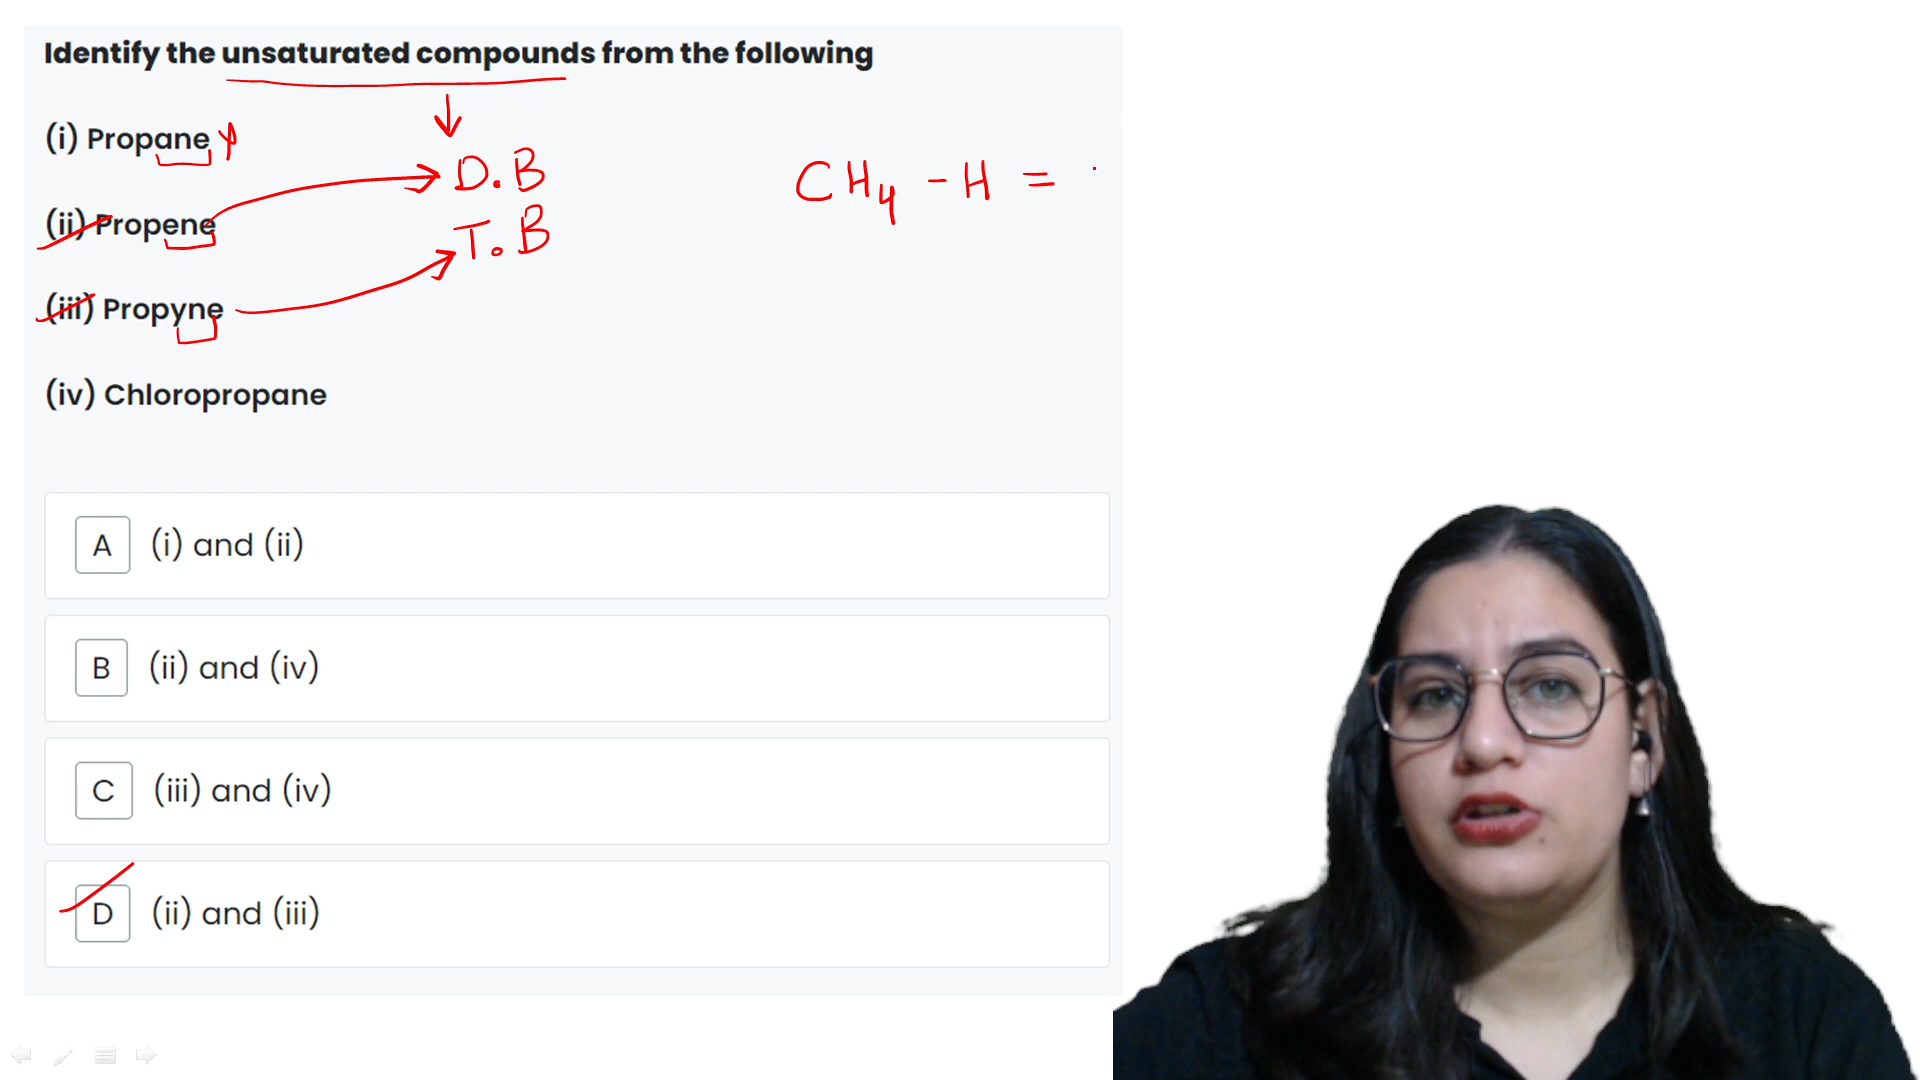 Identify the unsaturated compounds from the following
(i) Propane
(ii) Propene
(iii) Propyne
(iv) Chloropropane
D.B
T.B
CH4 - H =
A (i) and (ii)
B (ii) and (iv)
C (iii) and (iv)
D (ii) and (iii)